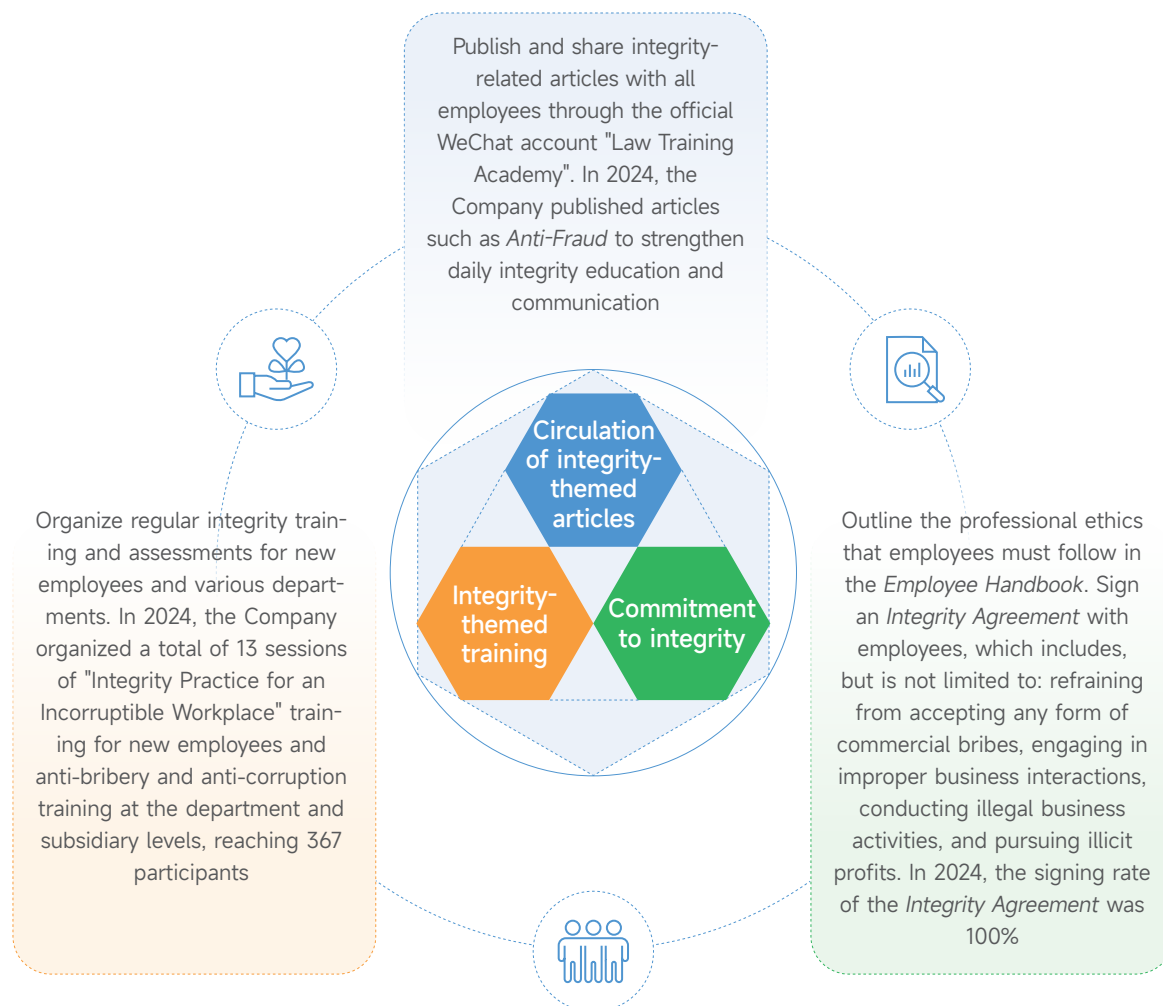 Publish and share integrity-
related articles with all
employees through the official
WeChat account "Law Training
Academy". In 2024, the
Company published articles
such as Anti-Fraud to strengthen
daily integrity education and
communication
Circulation
of integrity-
themed
articles
Integrity-
themed
training
Commitment
to integrity
Organize regular integrity train-
ing and assessments for new
employees and various depart-
ments. In 2024, the Company
organized a total of 13 sessions
of "Integrity Practice for an
Incorruptible Workplace" train-
ing for new employees and
anti-bribery and anti-corruption
training at the department and
subsidiary levels, reaching 367
participants
Outline the professional ethics
that employees must follow in
the Employee Handbook. Sign
an Integrity Agreement with
employees, which includes,
but is not limited to: refraining
from accepting any form of
commercial bribes, engaging in
improper business interactions,
conducting illegal business
activities, and pursuing illicit
profits. In 2024, the signing rate
of the Integrity Agreement was
100%